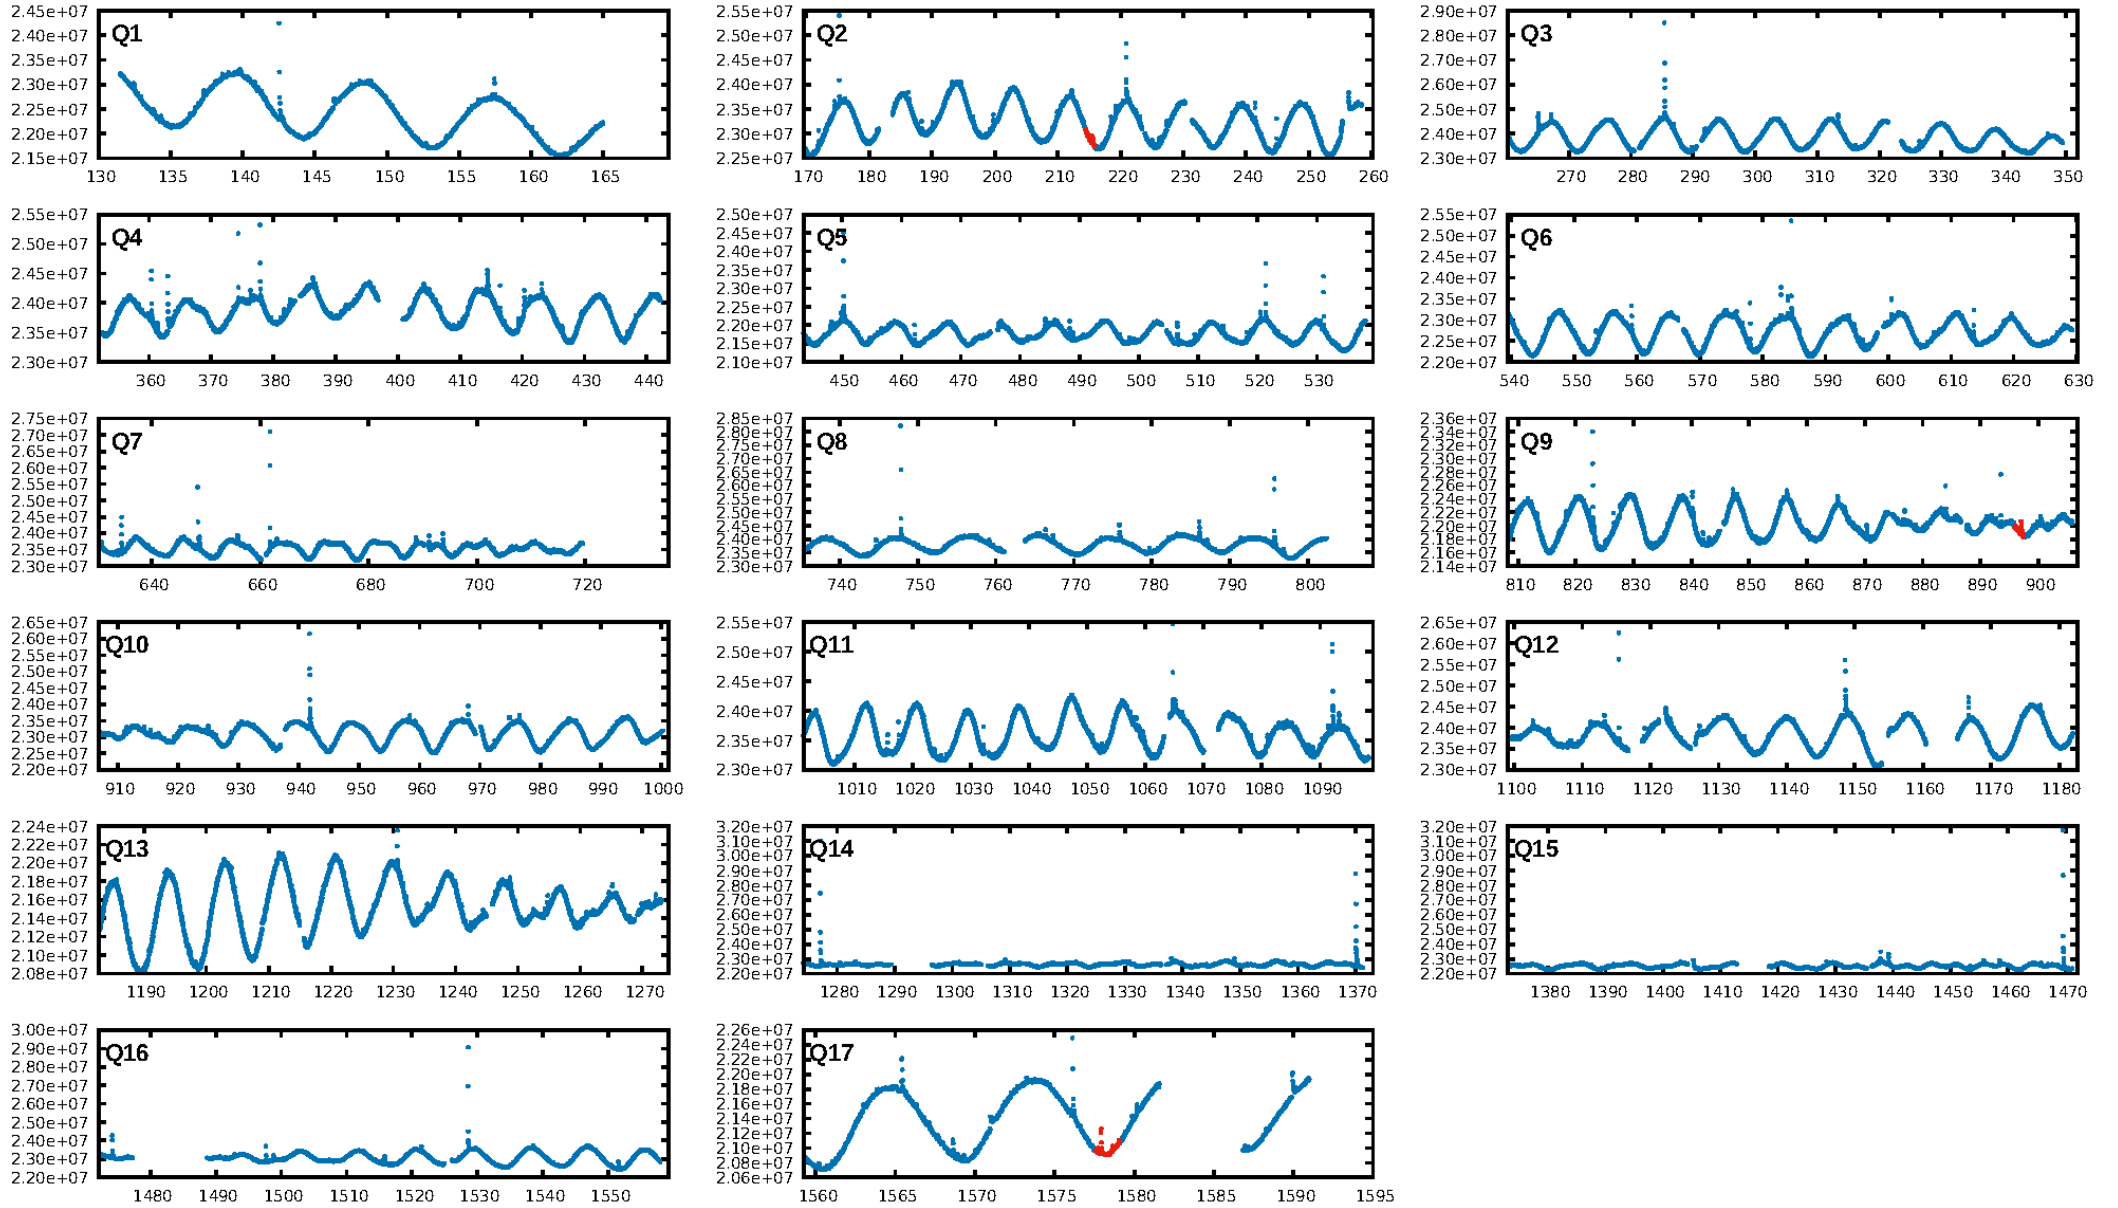 2.45e+07 2.40e+07 2.35e+07 2.30e+07 2.25e+07 2.20e+07 2.15e+07
Q1
130 135 140 145 150 155 160 165
2.55e+07 2.50e+07 2.45e+07 2.40e+07 2.35e+07 2.30e+07 2.25e+07
Q2
170 180 190 200 210 220 230 240 250 260
2.90e+07 2.80e+07 2.70e+07 2.60e+07 2.50e+07 2.40e+07 2.30e+07
Q3
270 280 290 300 310 320 330 340 350
2.55e+07 2.50e+07 2.45e+07 2.40e+07 2.35e+07 2.30e+07
Q4
360 370 380 390 400 410 420 430 440
2.50e+07 2.45e+07 2.40e+07 2.35e+07 2.30e+07 2.25e+07 2.20e+07 2.15e+07 2.10e+07
Q5
450 460 470 480 490 500 510 520 530
2.55e+07 2.50e+07 2.45e+07 2.40e+07 2.35e+07 2.30e+07 2.25e+07 2.20e+07
Q6
540 550 560 570 580 590 600 610 620 630
2.75e+07 2.70e+07 2.65e+07 2.60e+07 2.55e+07 2.50e+07 2.45e+07 2.40e+07 2.35e+07 2.30e+07
Q7
640 660 680 700 720
2.85e+07 2.80e+07 2.75e+07 2.70e+07 2.65e+07 2.60e+07 2.55e+07 2.50e+07 2.45e+07 2.40e+07 2.35e+07 2.30e+07
Q8
740 750 760 770 780 790 800
2.36e+07 2.34e+07 2.32e+07 2.30e+07 2.28e+07 2.26e+07 2.24e+07 2.22e+07 2.20e+07 2.18e+07 2.16e+07 2.14e+07
Q9
810 820 830 840 850 860 870 880 890 900
2.65e+07 2.60e+07 2.55e+07 2.50e+07 2.45e+07 2.40e+07 2.35e+07 2.30e+07 2.25e+07 2.20e+07
Q10
910 920 930 940 950 960 970 980 990 1000
2.55e+07 2.50e+07 2.45e+07 2.40e+07 2.35e+07 2.30e+07
Q11
1010 1020 1030 1040 1050 1060 1070 1080 1090
2.65e+07 2.60e+07 2.55e+07 2.50e+07 2.45e+07 2.40e+07 2.35e+07 2.30e+07
Q12
1100 1110 1120 1130 1140 1150 1160 1170 1180
2.24e+07 2.22e+07 2.20e+07 2.18e+07 2.16e+07 2.14e+07 2.12e+07 2.10e+07 2.08e+07
Q13
1190 1200 1210 1220 1230 1240 1250 1260 1270
3.20e+07 3.10e+07 3.00e+07 2.90e+07 2.80e+07 2.70e+07 2.60e+07 2.50e+07 2.40e+07 2.30e+07 2.20e+07
Q14
1280 1290 1300 1310 1320 1330 1340 1350 1360 1370
3.20e+07 3.10e+07 3.00e+07 2.90e+07 2.80e+07 2.70e+07 2.60e+07 2.50e+07 2.40e+07 2.30e+07 2.20e+07
Q15
1380 1390 1400 1410 1420 1430 1440 1450 1460 1470
3.00e+07 2.90e+07 2.80e+07 2.70e+07 2.60e+07 2.50e+07 2.40e+07 2.30e+07 2.20e+07
Q16
1480 1490 1500 1510 1520 1530 1540 1550
2.26e+07 2.24e+07 2.22e+07 2.20e+07 2.18e+07 2.16e+07 2.14e+07 2.12e+07 2.10e+07 2.08e+07 2.06e+07
Q17
1560 1565 1570 1575 1580 1585 1590 1595